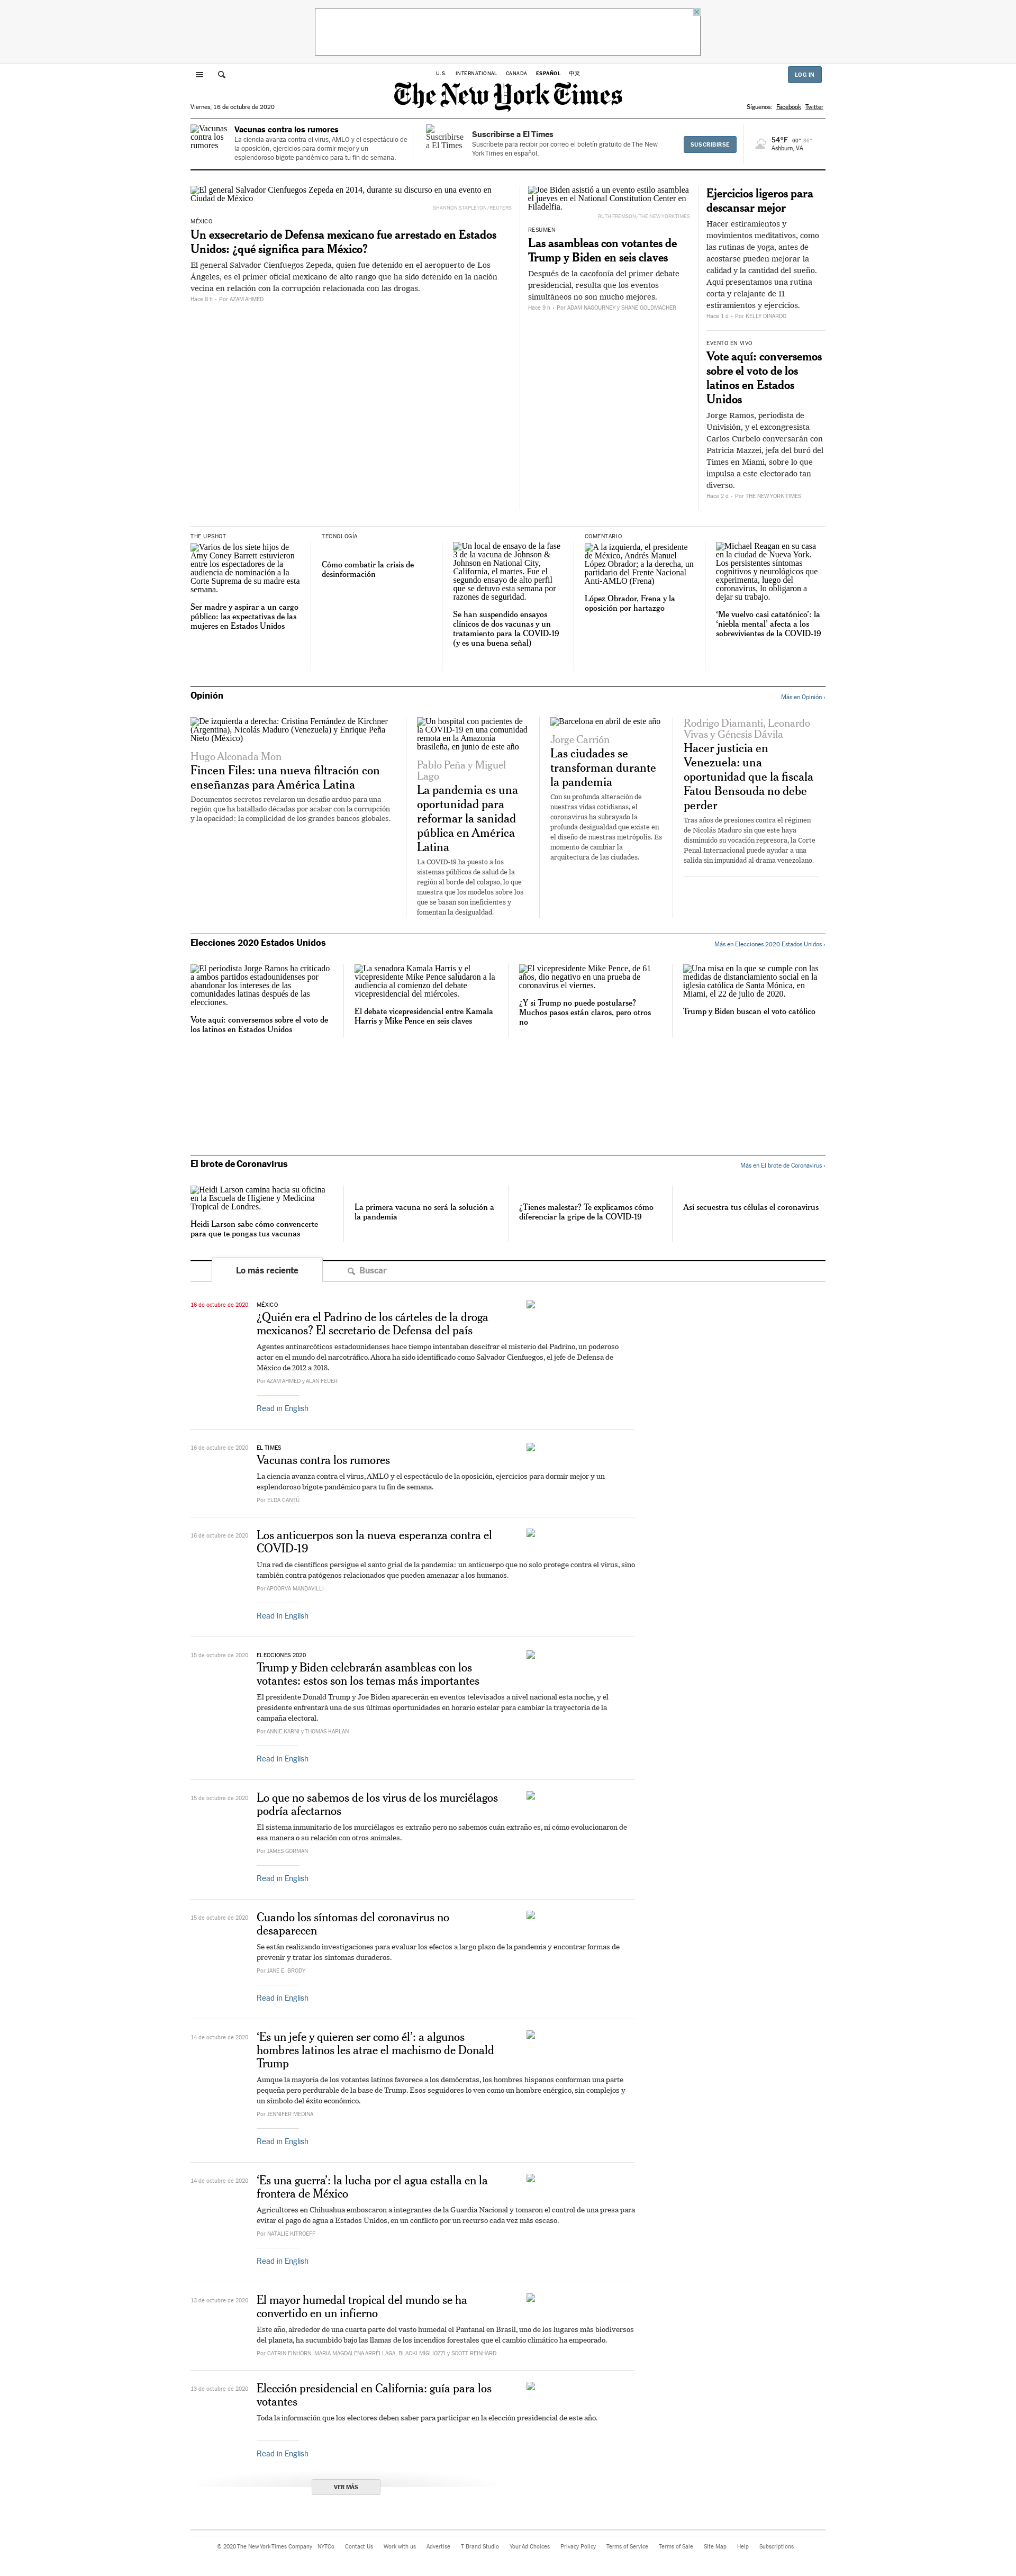 U.S. INTERNATIONAL CANADA ESPAÑOL 中文
LOG IN
The New York Times
Viernes, 16 de octubre de 2020
Síguenos: Facebook Twitter
Vacunas contra los rumores
Vacunas contra los rumores
La ciencia avanza contra el virus, AMLO y el espectáculo de
la oposición, ejercicios para dormir mejor y un
esplendoroso bigote pandémico para tu fin de semana.
Suscribirse a El Times
Suscribirse a El Times
Suscríbete para recibir por correo el boletín gratuito de The New
York Times en español.
SUSCRIBIRSE
54°F 60° 38°
Ashburn, VA
El general Salvador Cienfuegos Zepeda en 2014, durante su discurso en una evento en
Ciudad de México
SHANNON STAPLETON/REUTERS
MÉXICO
Un exsecretario de Defensa mexicano fue arrestado en Estados
Unidos: ¿qué significa para México?
El general Salvador Cienfuegos Zepeda, quien fue detenido en el aeropuerto de Los
Ángeles, es el primer oficial mexicano de alto rango que ha sido detenido en la nación
vecina en relación con la corrupción relacionada con las drogas.
Hace 8 h - Por AZAM AHMED
Joe Biden asistió a un evento estilo asamblea
el jueves en el National Constitution Center en
Filadelfia.
RUTH FREMSON/THE NEW YORK TIMES
RESUMEN
Las asambleas con votantes de
Trump y Biden en seis claves
Después de la cacofonía del primer debate
presidencial, resulta que los eventos
simultáneos no son mucho mejores.
Hace 9 h - Por ADAM NAGOURNEY y SHANE GOLDMACHER
Ejercicios ligeros para
descansar mejor
Hacer estiramientos y
movimientos meditativos, como
las rutinas de yoga, antes de
acostarse pueden mejorar la
calidad y la cantidad del sueño.
Aquí presentamos una rutina
corta y relajante de 11
estiramientos y ejercicios.
Hace 1 d - Por KELLY DINARDO
EVENTO EN VIVO
Vote aquí: conversemos
sobre el voto de los
latinos en Estados
Unidos
Jorge Ramos, periodista de
Univisión, y el excongresista
Carlos Curbelo conversarán con
Patricia Mazzei, jefa del buró del
Times en Miami, sobre lo que
impulsa a este electorado tan
diverso.
Hace 2 d - Por THE NEW YORK TIMES
THE UPSHOT
Varios de los siete hijos de
Amy Coney Barrett estuvieron
entre los espectadores de la
audiencia de nominación a la
Corte Suprema de su madre esta
semana.
Ser madre y aspirar a un cargo
público: las expectativas de las
mujeres en Estados Unidos
TECNOLOGÍA
Cómo combatir la crisis de
desinformación
Un local de ensayo de la fase
3 de la vacuna de Johnson &
Johnson en National City,
California, el martes. Fue el
segundo ensayo de alto perfil
que se detuvo esta semana por
razones de seguridad.
Se han suspendido ensayos
clínicos de dos vacunas y un
tratamiento para la COVID-19
(y es una buena señal)
COMENTARIO
A la izquierda, el presidente
de México, Andrés Manuel
López Obrador; a la derecha, un
partidario del Frente Nacional
Anti-AMLO (Frena)
López Obrador, Frena y la
oposición por hartazgo
Michael Reagan en su casa
en la ciudad de Nueva York.
Los persistentes síntomas
cognitivos y neurológicos que
experimenta, luego del
coronavirus, lo obligaron a
dejar su trabajo.
‘Me vuelvo casi catatónico’: la
‘niebla mental’ afecta a los
sobrevivientes de la COVID-19
Opinión
Más en Opinión ›
De izquierda a derecha: Cristina Fernández de Kirchner
(Argentina), Nicolás Maduro (Venezuela) y Enrique Peña
Nieto (México)
Hugo Alconada Mon
Fincen Files: una nueva filtración con
enseñanzas para América Latina
Documentos secretos revelaron un desafío arduo para una
región que ha batallado décadas por acabar con la corrupción
y la opacidad: la complicidad de los grandes bancos globales.
Un hospital con pacientes de
la COVID-19 en una comunidad
remota en la Amazonía
brasileña, en junio de este año
Pablo Peña y Miguel
Lago
La pandemia es una
oportunidad para
reformar la sanidad
pública en América
Latina
La COVID-19 ha puesto a los
sistemas públicos de salud de la
región al borde del colapso, lo que
muestra que los modelos sobre los
que se basan son ineficientes y
fomentan la desigualdad.
Barcelona en abril de este año
Jorge Carrión
Las ciudades se
transforman durante
la pandemia
Con su profunda alteración de
nuestras vidas cotidianas, el
coronavirus ha subrayado la
profunda desigualdad que existe en
el diseño de nuestras metrópolis. Es
momento de cambiar la
arquitectura de las ciudades.
Rodrigo Diamanti, Leonardo
Vivas y Génesis Dávila
Hacer justicia en
Venezuela: una
oportunidad que la fiscala
Fatou Bensouda no debe
perder
Tras años de presiones contra el régimen
de Nicolás Maduro sin que este haya
disminuido su vocación represora, la Corte
Penal Internacional puede ayudar a una
salida sin impunidad al drama venezolano.
Elecciones 2020 Estados Unidos
Más en Elecciones 2020 Estados Unidos ›
El periodista Jorge Ramos ha criticado
a ambos partidos estadounidenses por
abandonar los intereses de las
comunidades latinas después de las
elecciones.
Vote aquí: conversemos sobre el voto de
los latinos en Estados Unidos
La senadora Kamala Harris y el
vicepresidente Mike Pence saludaron a la
audiencia al comienzo del debate
vicepresidencial del miércoles.
El debate vicepresidencial entre Kamala
Harris y Mike Pence en seis claves
El vicepresidente Mike Pence, de 61
años, dio negativo en una prueba de
coronavirus el viernes.
¿Y si Trump no puede postularse?
Muchos pasos están claros, pero otros
no
Una misa en la que se cumple con las
medidas de distanciamiento social en la
iglesia católica de Santa Mónica, en
Miami, el 22 de julio de 2020.
Trump y Biden buscan el voto católico
El brote de Coronavirus
Más en El brote de Coronavirus ›
Heidi Larson camina hacia su oficina
en la Escuela de Higiene y Medicina
Tropical de Londres.
Heidi Larson sabe cómo convencerte
para que te pongas tus vacunas
La primera vacuna no será la solución a
la pandemia
¿Tienes malestar? Te explicamos cómo
diferenciar la gripe de la COVID-19
Así secuestra tus células el coronavirus
Lo más reciente
Buscar
16 de octubre de 2020
MÉXICO
¿Quién era el Padrino de los cárteles de la droga
mexicanos? El secretario de Defensa del país
Agentes antinarcóticos estadounidenses hace tiempo intentaban descifrar el misterio del Padrino, un poderoso
actor en el mundo del narcotráfico. Ahora ha sido identificado como Salvador Cienfuegos, el jefe de Defensa de
México de 2012 a 2018.
Por AZAM AHMED y ALAN FEUER
Read in English
16 de octubre de 2020
EL TIMES
Vacunas contra los rumores
La ciencia avanza contra el virus, AMLO y el espectáculo de la oposición, ejercicios para dormir mejor y un
esplendoroso bigote pandémico para tu fin de semana.
Por ELDA CANTÚ
16 de octubre de 2020
Los anticuerpos son la nueva esperanza contra el
COVID-19
Una red de científicos persigue el santo grial de la pandemia: un anticuerpo que no solo protege contra el virus, sino
también contra patógenos relacionados que pueden amenazar a los humanos.
Por APOORVA MANDAVILLI
Read in English
15 de octubre de 2020
ELECCIONES 2020
Trump y Biden celebrarán asambleas con los
votantes: estos son los temas más importantes
El presidente Donald Trump y Joe Biden aparecerán en eventos televisados a nivel nacional esta noche, y el
presidente enfrentará una de sus últimas oportunidades en horario estelar para cambiar la trayectoria de la
campaña electoral.
Por ANNIE KARNI y THOMAS KAPLAN
Read in English
15 de octubre de 2020
Lo que no sabemos de los virus de los murciélagos
podría afectarnos
El sistema inmunitario de los murciélagos es extraño pero no sabemos cuán extraño es, ni cómo evolucionaron de
esa manera o su relación con otros animales.
Por JAMES GORMAN
Read in English
15 de octubre de 2020
Cuando los síntomas del coronavirus no
desaparecen
Se están realizando investigaciones para evaluar los efectos a largo plazo de la pandemia y encontrar formas de
prevenir y tratar los síntomas duraderos.
Por JANE E. BRODY
Read in English
14 de octubre de 2020
‘Es un jefe y quieren ser como él’: a algunos
hombres latinos les atrae el machismo de Donald
Trump
Aunque la mayoría de los votantes latinos favorece a los demócratas, los hombres hispanos conforman una parte
pequeña pero perdurable de la base de Trump. Esos seguidores lo ven como un hombre enérgico, sin complejos y
un símbolo del éxito económico.
Por JENNIFER MEDINA
Read in English
14 de octubre de 2020
‘Es una guerra’: la lucha por el agua estalla en la
frontera de México
Agricultores en Chihuahua emboscaron a integrantes de la Guardia Nacional y tomaron el control de una presa para
evitar el pago de agua a Estados Unidos, en un conflicto por un recurso cada vez más escaso.
Por NATALIE KITROEFF
Read in English
13 de octubre de 2020
El mayor humedal tropical del mundo se ha
convertido en un infierno
Este año, alrededor de una cuarta parte del vasto humedal el Pantanal en Brasil, uno de los lugares más biodiversos
del planeta, ha sucumbido bajo las llamas de los incendios forestales que el cambio climático ha empeorado.
Por CATRIN EINHORN, MARIA MAGDALENA ARRÉLLAGA, BLACKI MIGLIOZZI y SCOTT REINHARD
13 de octubre de 2020
Elección presidencial en California: guía para los
votantes
Toda la información que los electores deben saber para participar en la elección presidencial de este año.
Read in English
VER MÁS
© 2020 The New York Times Company NYTCo Contact Us Work with us Advertise T Brand Studio Your Ad Choices Privacy Policy Terms of Service Terms of Sale Site Map Help Subscriptions